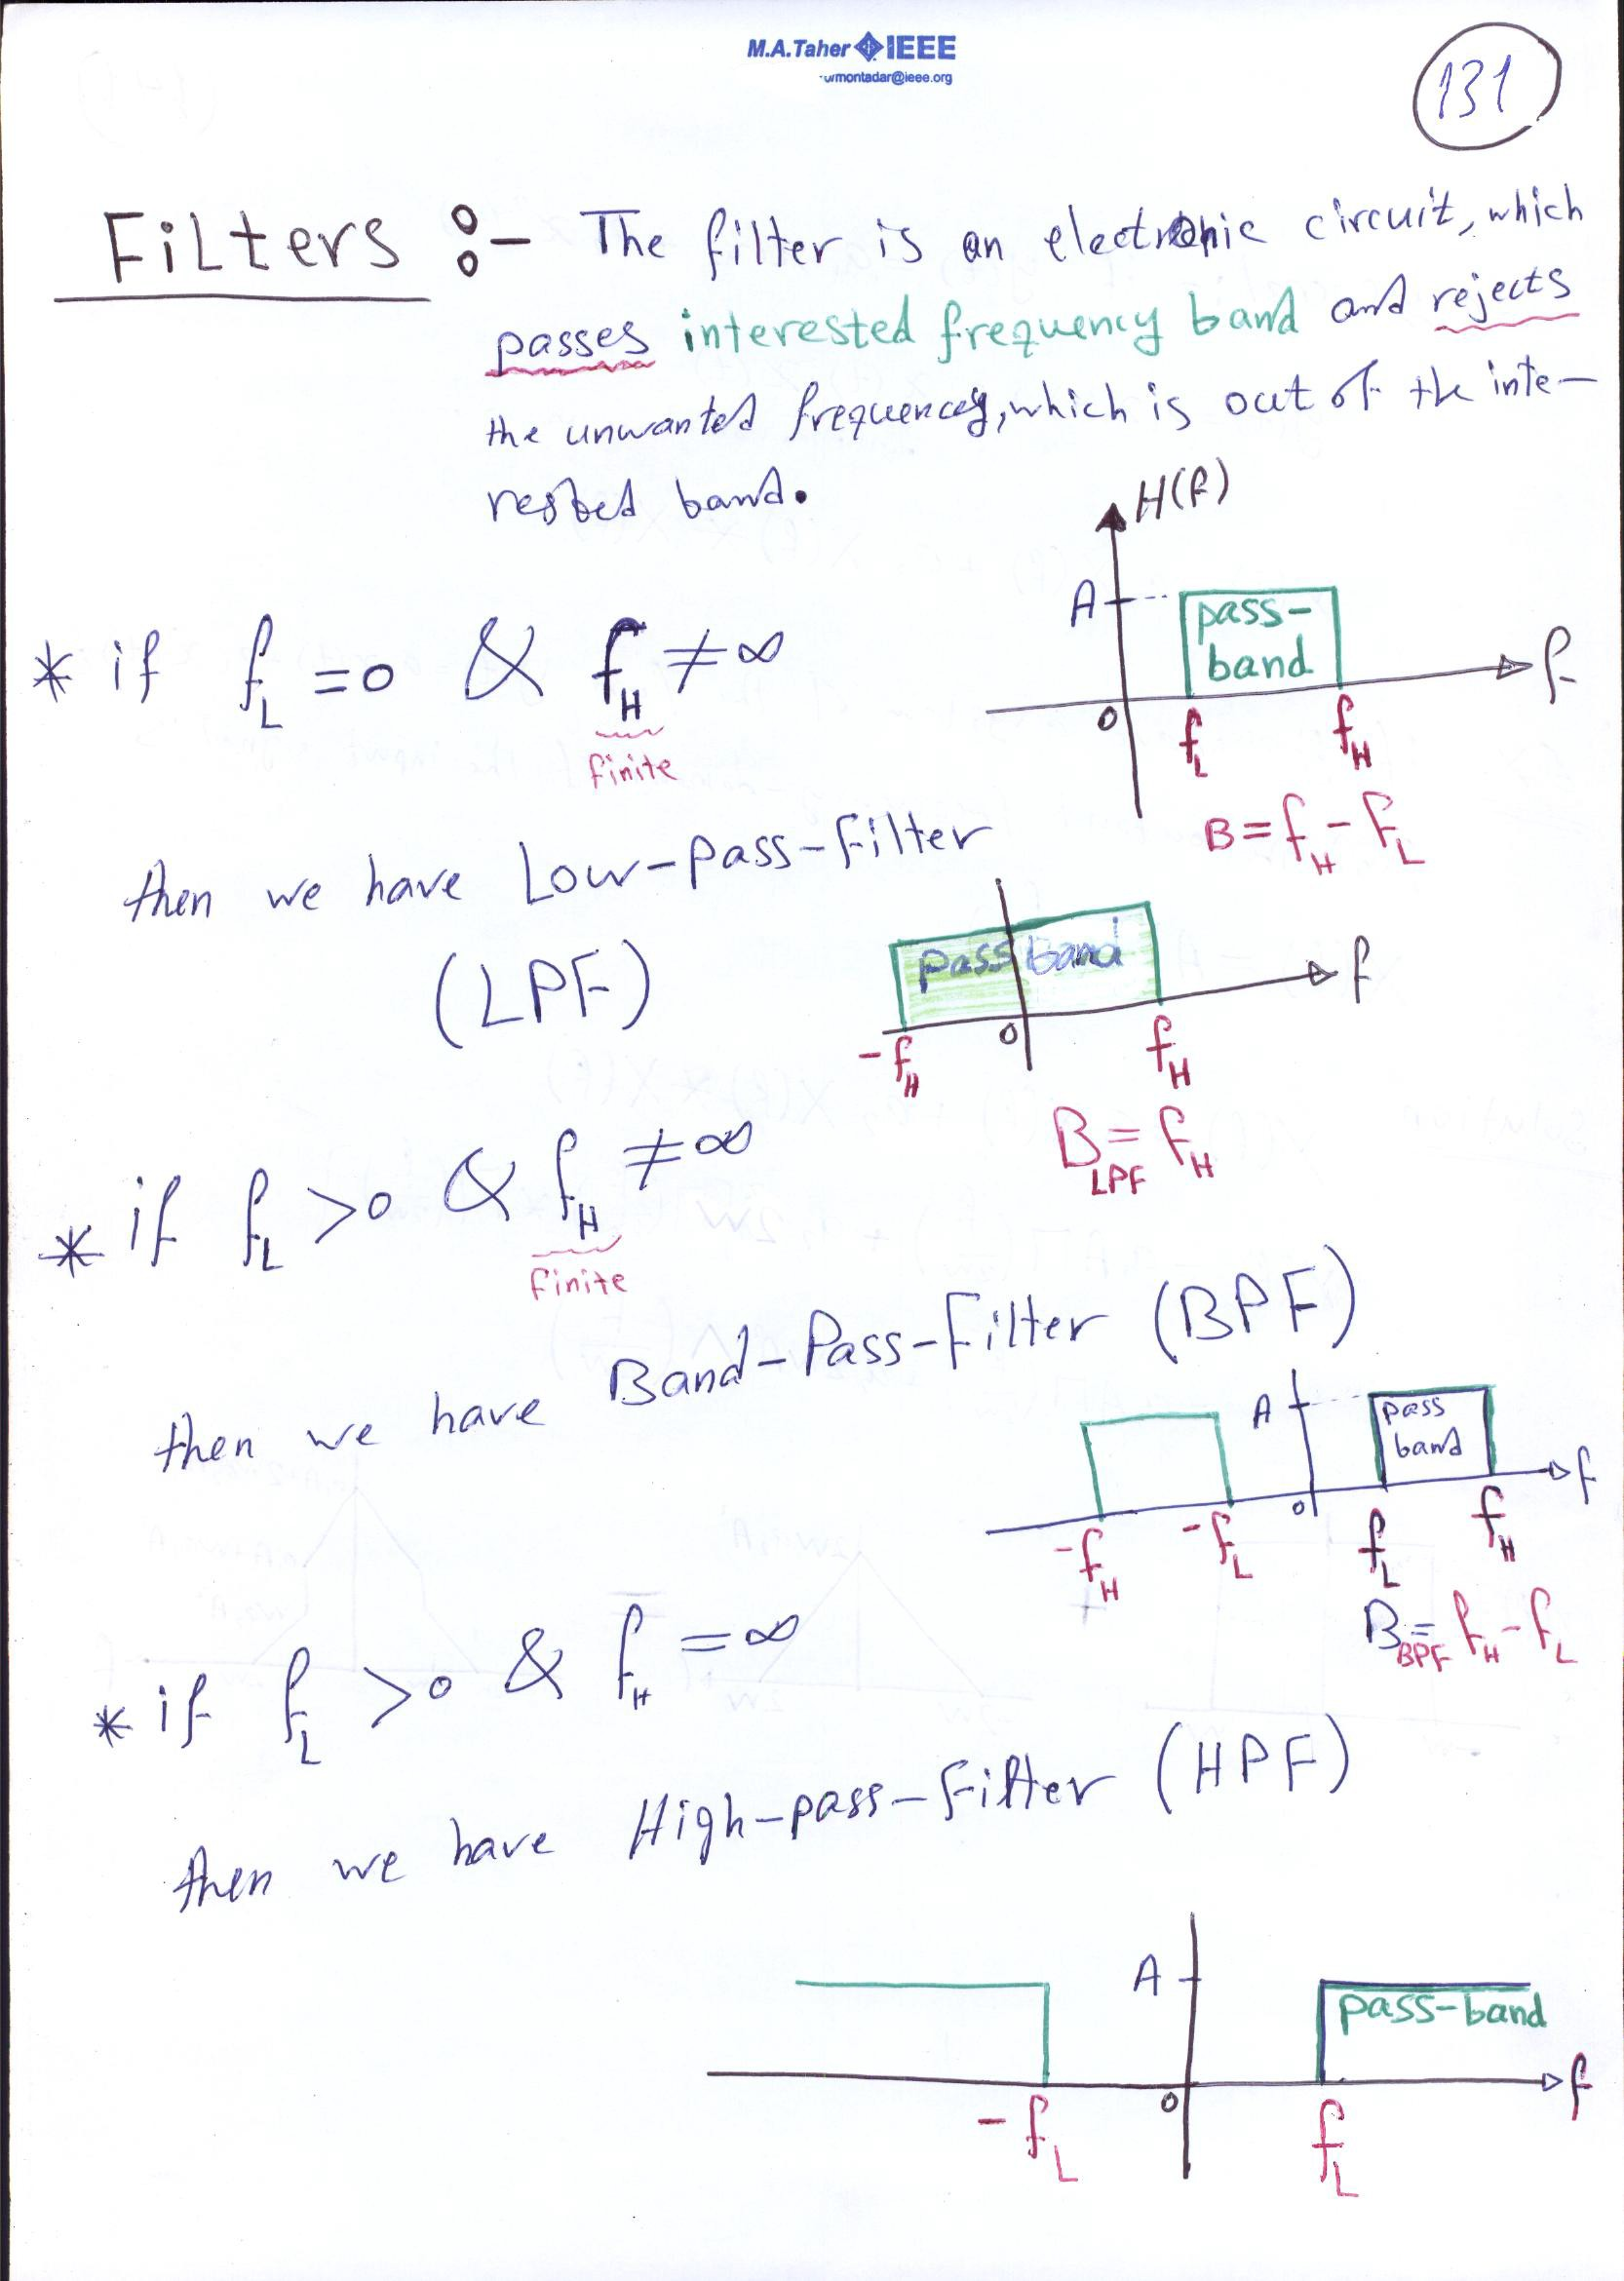 M.A.Taher IEEE
urmontadar@ieee.org
131
Filters :- The filter is an electronic circuit, which
passes interested frequency band and rejects
the unwanted frequency, which is out of the inte-
rested band.
H(f)
A
pass-
band
f
0
f_L
f_H
B = f_H - f_L
* if f_L = 0 & f_H ≠ ∞
finite
then we have Low-pass-filter
(LPF)
pass band
f
-f_H
0
f_H
B_LPF = f_H
* if f_L > 0 & f_H ≠ ∞
finite
then we have Band-Pass-Filter (BPF)
A
pass
band
f
-f_H
-f_L
0
f_L
f_H
B_BPF = f_H - f_L
* if f_L > 0 & f_H = ∞
then we have High-pass-filter (HPF)
A
pass-band
f
-f_L
0
f_L